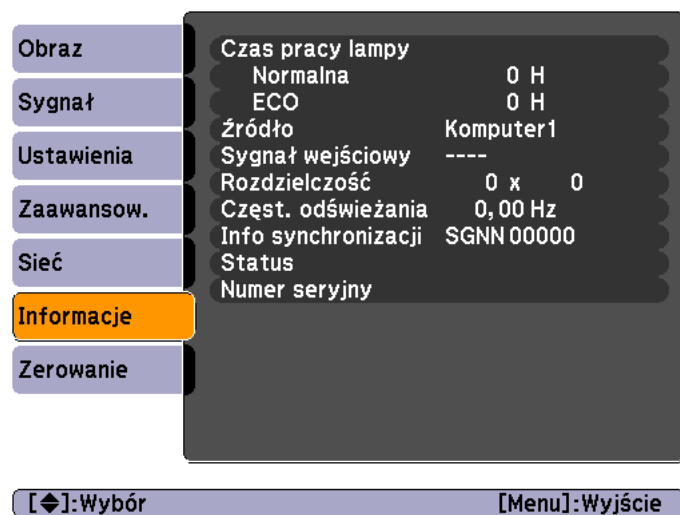 Obraz
Sygnał
Ustawienia
Zaawansow.
Sieć
Informacje
Zerowanie
Czas pracy lampy
Normalna 0 H
ECO 0 H
Źródło Komputer1
Sygnał wejściowy ----
Rozdzielczość 0 x 0
Częst. odświeżania 0,00 Hz
Info synchronizacji SGNN 00000
Status
Numer seryjny
[◆]:Wybór [Menu]:Wyjście